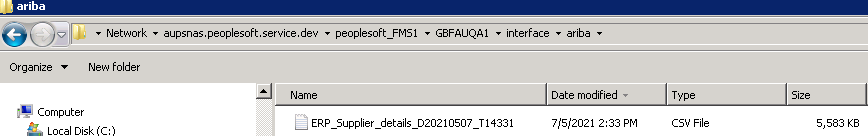 ariba
Network aupsnas.peoplesoft.service.dev peoplesoft_FMS1 GBFAUQA1 interface ariba
Organize New folder
Name Date modified Type Size
Computer
ERP_Supplier_details_D20210507_T14331 7/5/2021 2:33 PM CSV File 5,583 KB
Local Disk (C:)